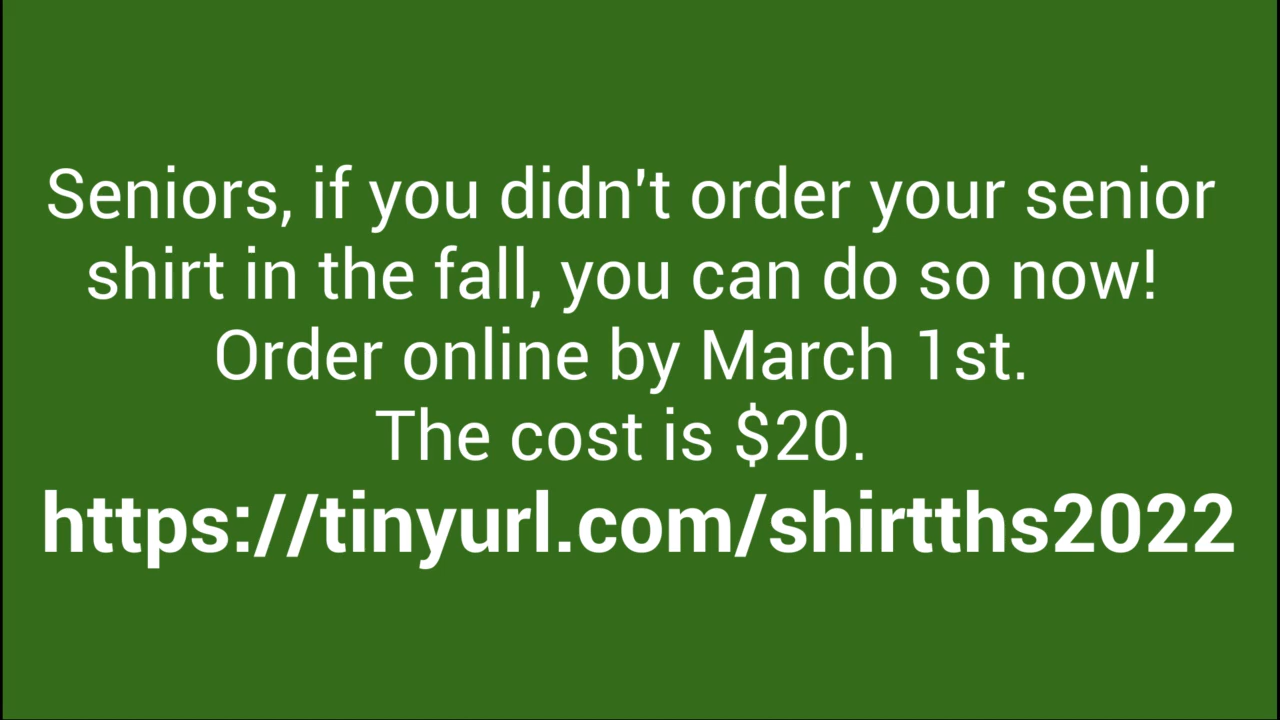 Seniors, if you didn't order your senior
shirt in the fall, you can do so now!
Order online by March 1st.
The cost is $20.
https://tinyurl.com/shirtths2022